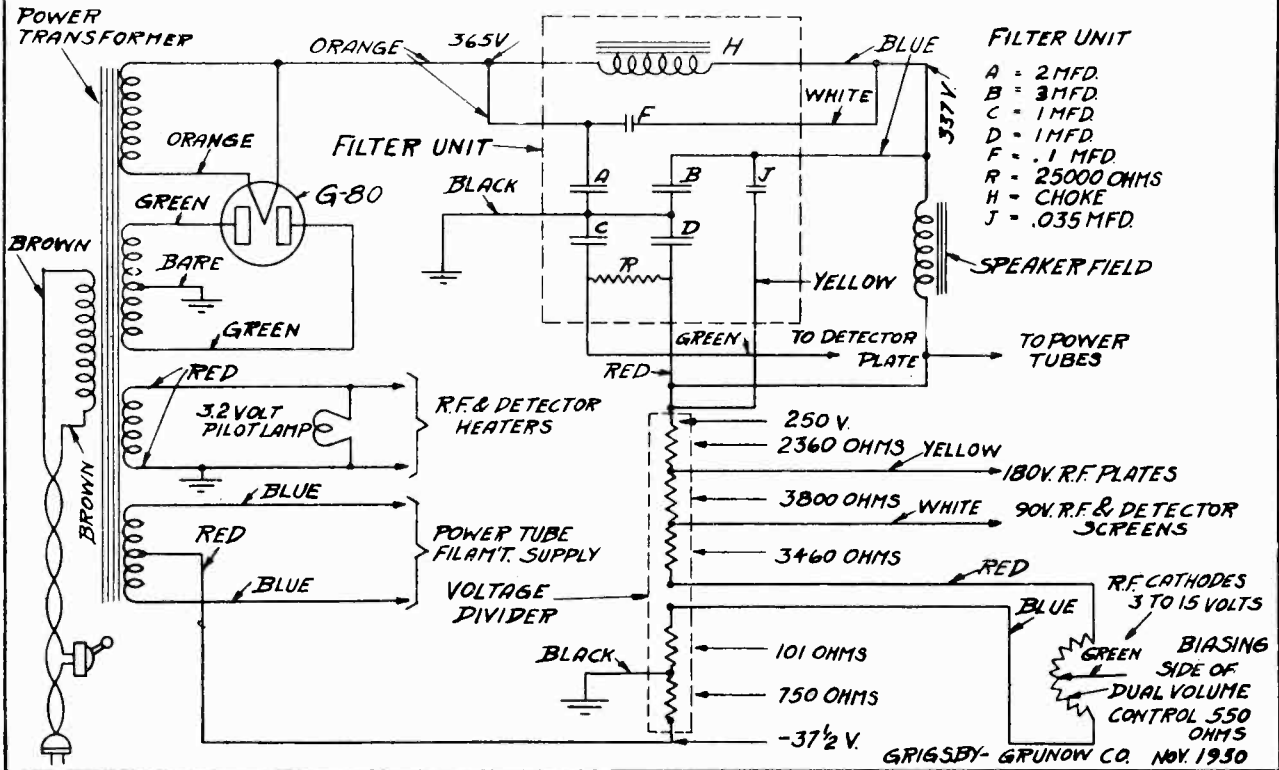 POWER
TRANSFORMER
ORANGE
365V
H
BLUE
FILTER UNIT
A = 2 MFD.
B = 3 MFD.
C = 1 MFD.
D = 1 MFD.
F = .1 MFD.
R = 25000 OHMS
H = CHOKE
J = .035 MFD.
337V
WHITE
F
ORANGE
FILTER UNIT
A
B
J
BLACK
G-80
GREEN
C
D
BROWN
BARE
R
YELLOW
SPEAKER FIELD
GREEN
GREEN
TO DETECTOR
PLATE
TO POWER
TUBES
RED
RED
3.2 VOLT
PILOT LAMP
R.F. & DETECTOR
HEATERS
250 V.
2360 OHMS
YELLOW
180V. R.F. PLATES
BROWN
BLUE
3800 OHMS
WHITE
90V. R.F. & DETECTOR
SCREENS
RED
POWER TUBE
FILAM'T. SUPPLY
3460 OHMS
BLUE
VOLTAGE
DIVIDER
RED
R.F. CATHODES
3 TO 15 VOLTS
BLUE
BLACK
101 OHMS
GREEN
BIASING
SIDE OF
DUAL VOLUME
CONTROL 550
OHMS
750 OHMS
-37 1/2 V.
GRIGSBY-GRUNOW CO. NOV. 1930